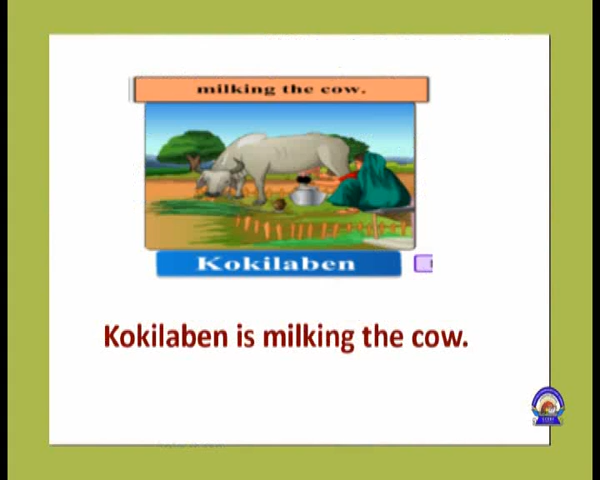 milking the cow.
Kokilaben
Kokilaben is milking the cow.